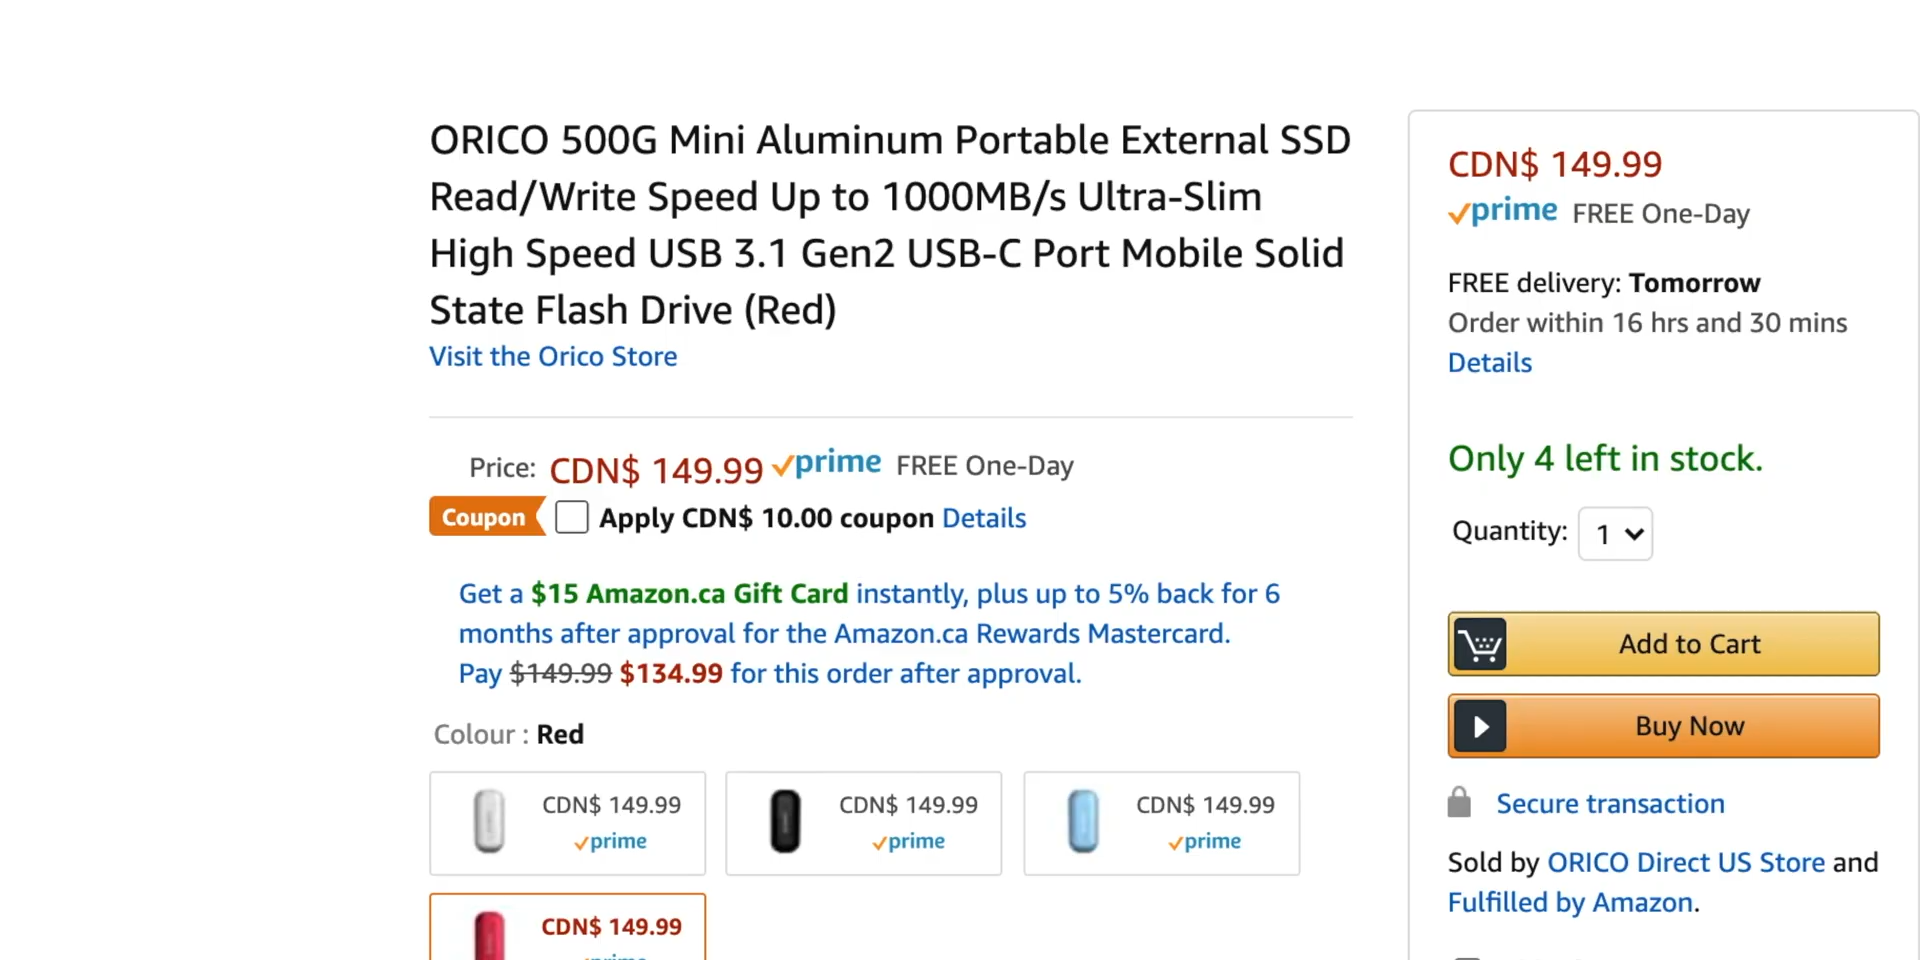 ORICO 500G Mini Aluminum Portable External SSD
Read/Write Speed Up to 1000MB/s Ultra-Slim
High Speed USB 3.1 Gen2 USB-C Port Mobile Solid
State Flash Drive (Red)
Visit the Orico Store
Price: CDN$ 149.99 prime FREE One-Day
Coupon Apply CDN$ 10.00 coupon Details
Get a $15 Amazon.ca Gift Card instantly, plus up to 5% back for 6
months after approval for the Amazon.ca Rewards Mastercard.
Pay $149.99 $134.99 for this order after approval.
Colour : Red
CDN$ 149.99
prime
CDN$ 149.99
prime
CDN$ 149.99
prime
CDN$ 149.99
prime
CDN$ 149.99
prime FREE One-Day
FREE delivery: Tomorrow
Order within 16 hrs and 30 mins
Details
Only 4 left in stock.
Quantity: 1
Add to Cart
Buy Now
Secure transaction
Sold by ORICO Direct US Store and
Fulfilled by Amazon.